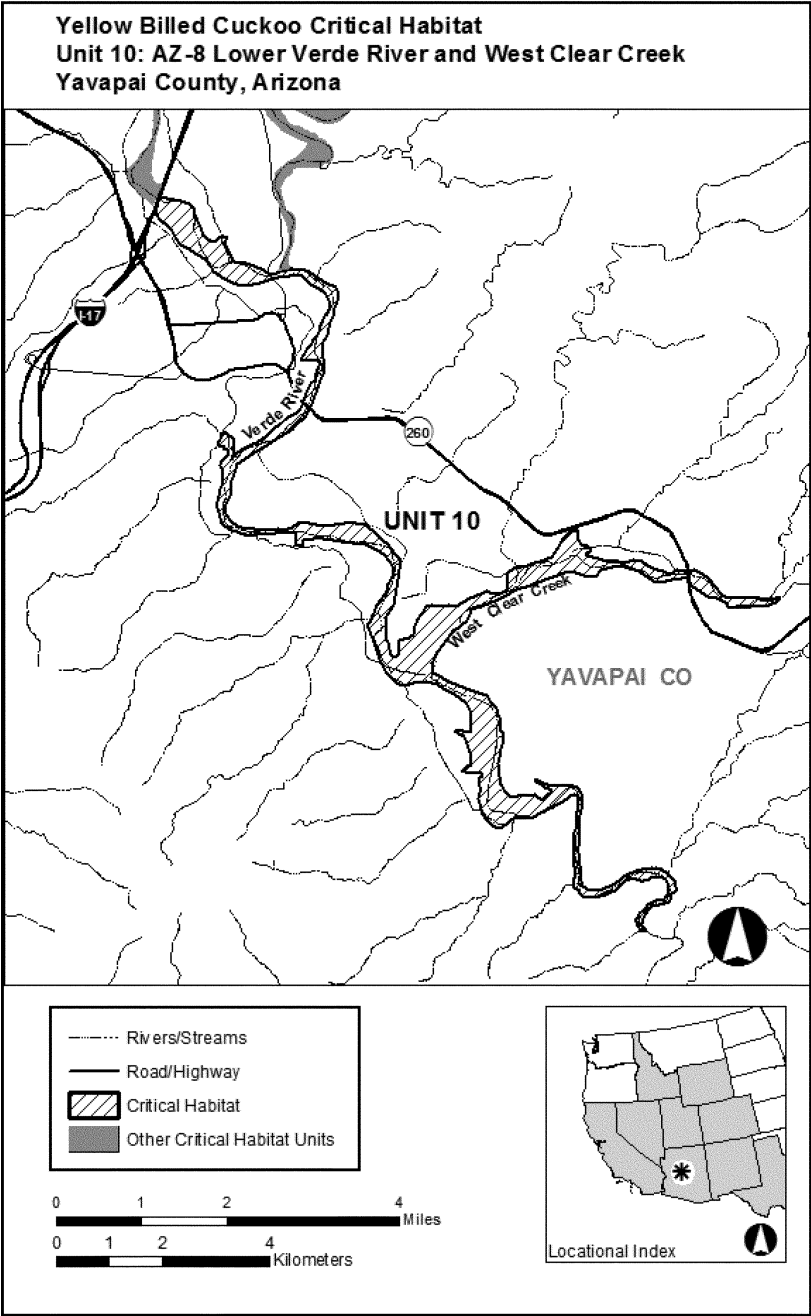 Yellow Billed Cuckoo Critical Habitat
Unit 10: AZ-8 Lower Verde River and West Clear Creek
Yavapai County, Arizona
I-17
Verde River
260
UNIT 10
West Clear Creek
YAVAPAI CO
Rivers/Streams
Road/Highway
Critical Habitat
Other Critical Habitat Units
0 1 2 4
Miles
0 1 2 4
Kilometers
Locational Index